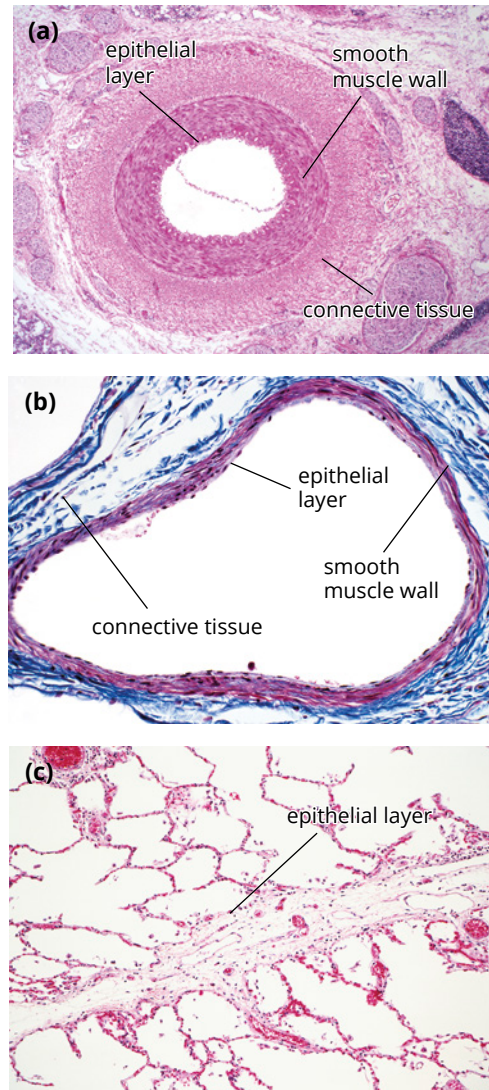 (a)
epithelial
layer
smooth
muscle wall
connective tissue
(b)
epithelial
layer
smooth
muscle wall
connective tissue
(c)
epithelial layer